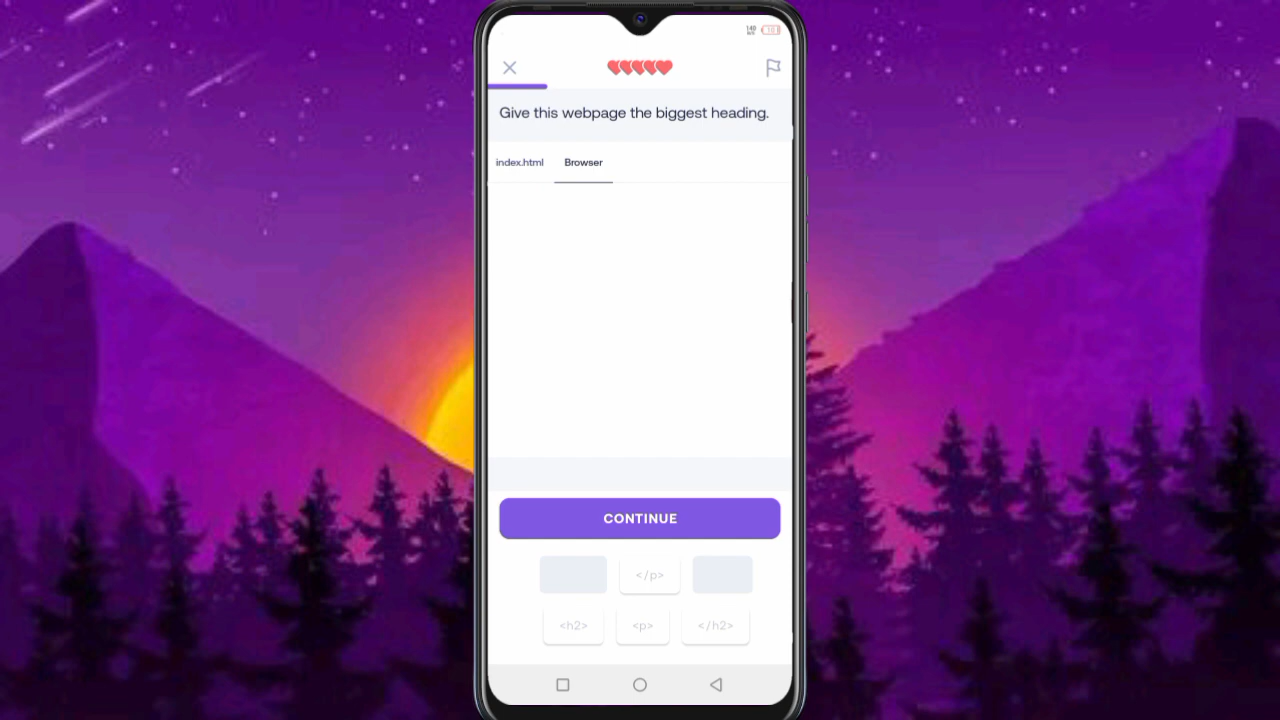 Give this webpage the biggest heading.
index.html Browser
CONTINUE
</p>
<h2> <p> </h2>